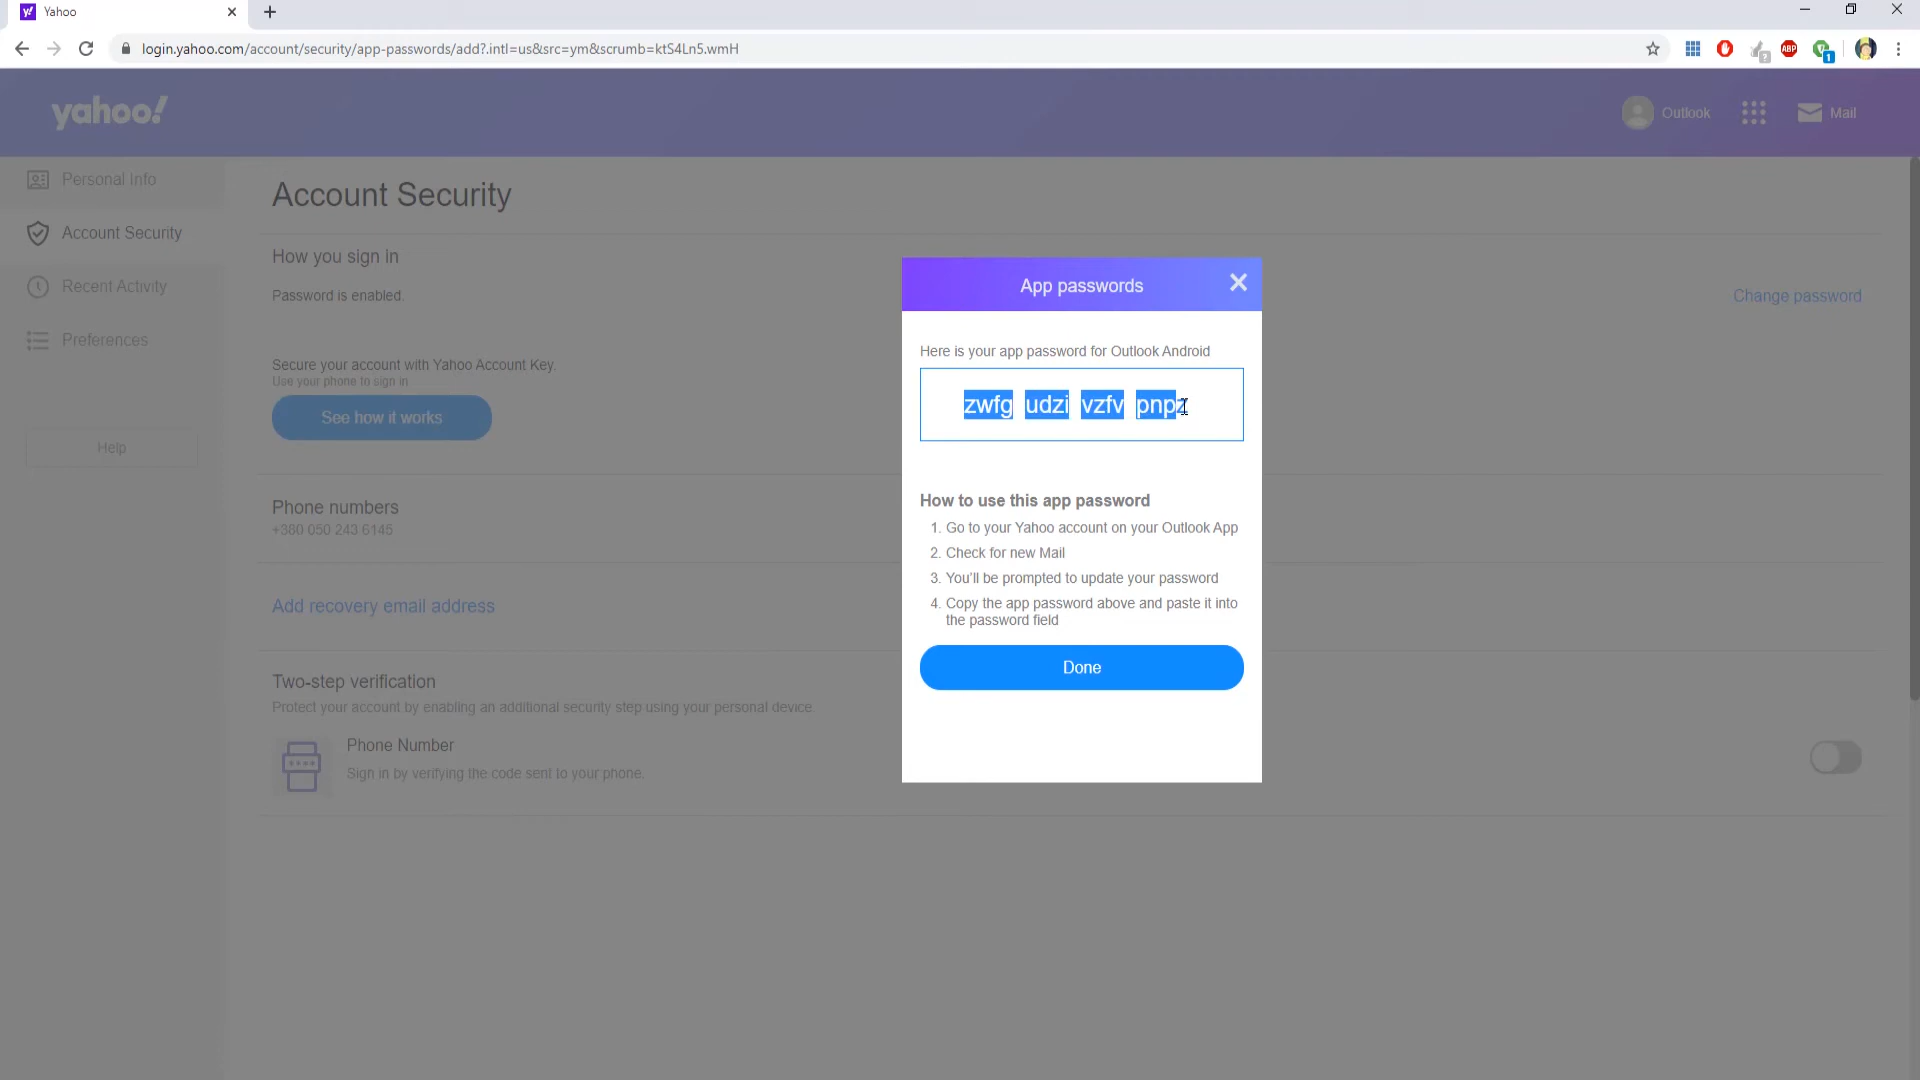 Yahoo
login.yahoo.com/account/security/app-passwords/add?.intl=us&src=ym&scrumb=ktS4Ln5.wmH
ABP
1
yahoo!
Outlook
Mail
Personal Info
Account Security
Recent Activity
Preferences
Help
Account Security
How you sign in
Password is enabled.
Change password
Secure your account with Yahoo Account Key.
Use your phone to sign in
See how it works
Phone numbers
+380 050 243 6145
Add recovery email address
Two-step verification
Protect your account by enabling an additional security step using your personal device.
Phone Number
Sign in by verifying the code sent to your phone.
App passwords
Here is your app password for Outlook Android
zwfg udzi vzfv pnpz
How to use this app password
1. Go to your Yahoo account on your Outlook App
2. Check for new Mail
3. You'll be prompted to update your password
4. Copy the app password above and paste it into
the password field
Done